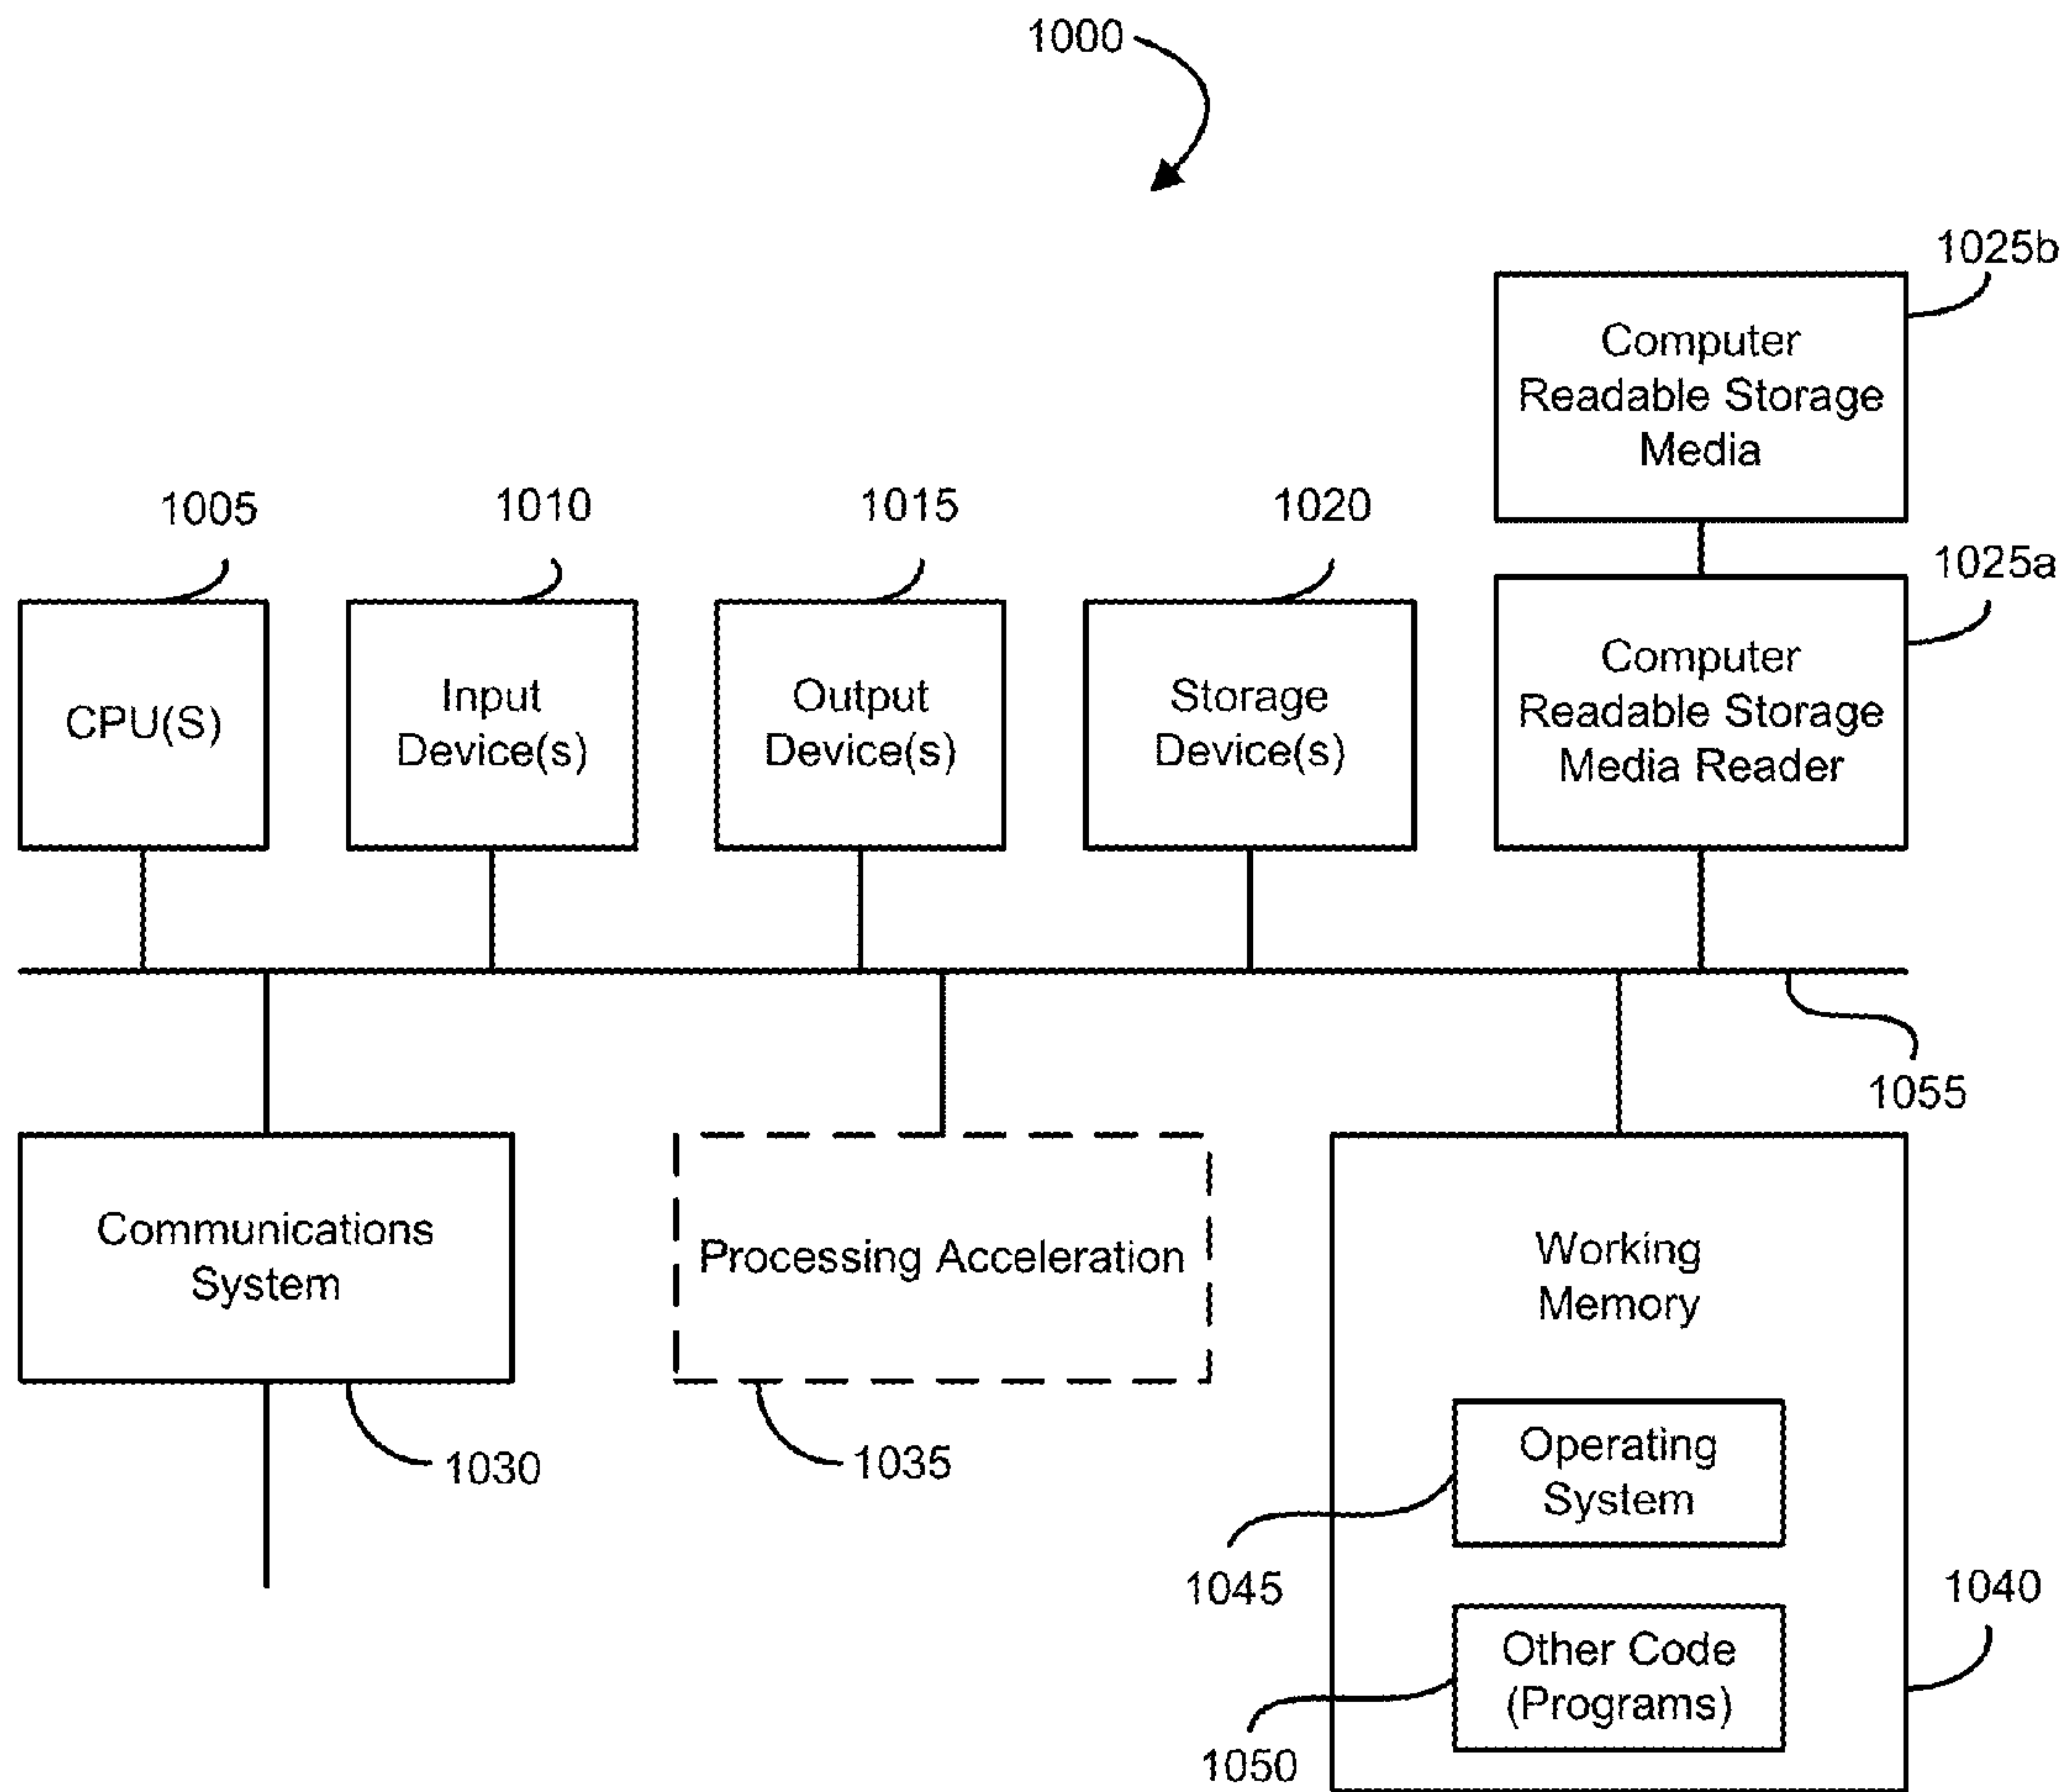 1000
1025b
Computer
Readable Storage
Media
1005
1010
1015
1020
1025a
CPU(S)
Input
Device(s)
Output
Device(s)
Storage
Device(s)
Computer
Readable Storage
Media Reader
1055
Communications
System
Processing Acceleration
Working
Memory
1030
1035
Operating
System
1045
1040
Other Code
(Programs)
1050